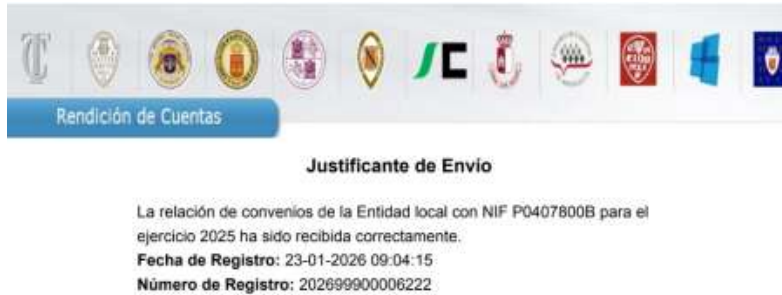 Rendición de Cuentas
Justificante de Envío
La relación de convenios de la Entidad local con NIF P0407800B para el
ejercicio 2025 ha sido recibida correctamente.
Fecha de Registro: 23-01-2026 09:04:15
Número de Registro: 202699900006222